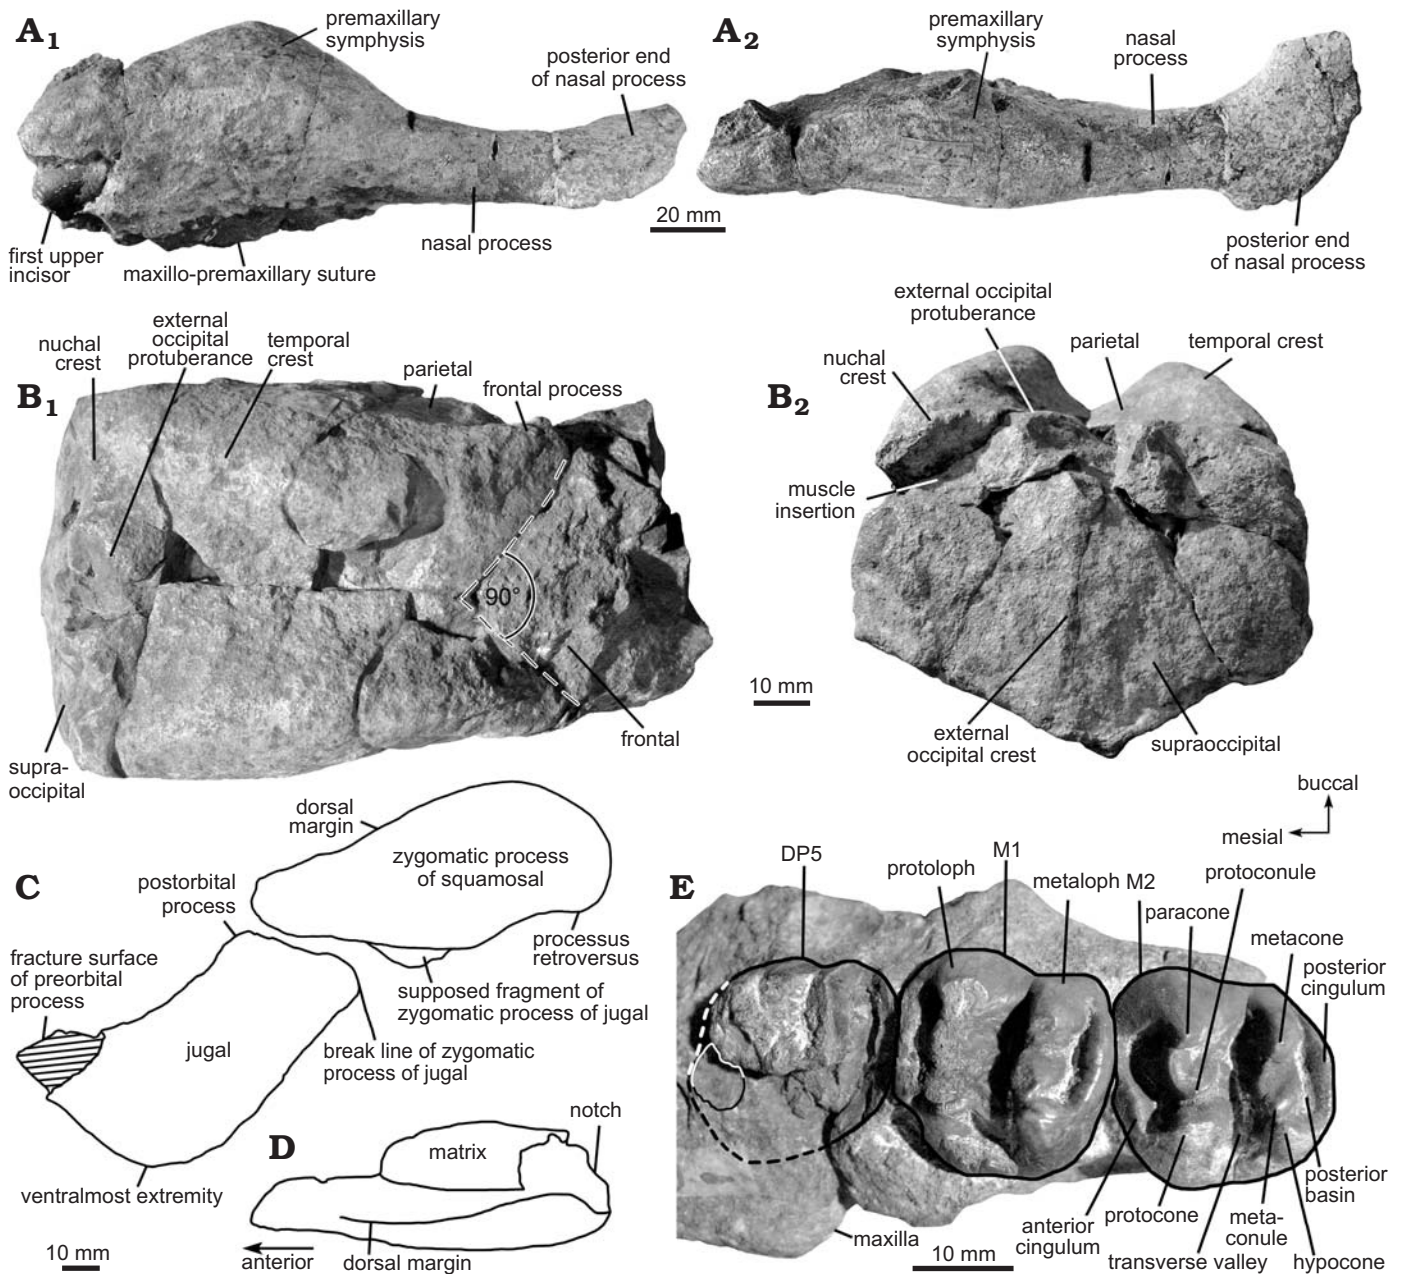 A1
premaxillary
symphysis
posterior end
of nasal process
first upper
incisor
maxillo-premaxillary suture
nasal process
20 mm
A2
premaxillary
symphysis
nasal
process
posterior end
of nasal process
B1
nuchal
crest
external
occipital
protuberance
temporal
crest
parietal
frontal process
90°
frontal
supra-
occipital
B2
external occipital
protuberance
nuchal
crest
parietal
temporal crest
muscle
insertion
10 mm
external
occipital crest
supraoccipital
C
dorsal
margin
zygomatic process
of squamosal
postorbital
process
processus
retroversus
fracture surface
of preorbital
process
supposed fragment of
zygomatic process of jugal
jugal
break line of zygomatic
process of jugal
ventralmost extremity
10 mm
D
notch
matrix
anterior
dorsal margin
buccal
mesial
E
DP5
protoloph
M1
metaloph
M2
protoconule
paracone
metacone
posterior
cingulum
posterior
basin
maxilla
anterior
cingulum
protocone
transverse valley
meta-
conule
hypocone
10 mm